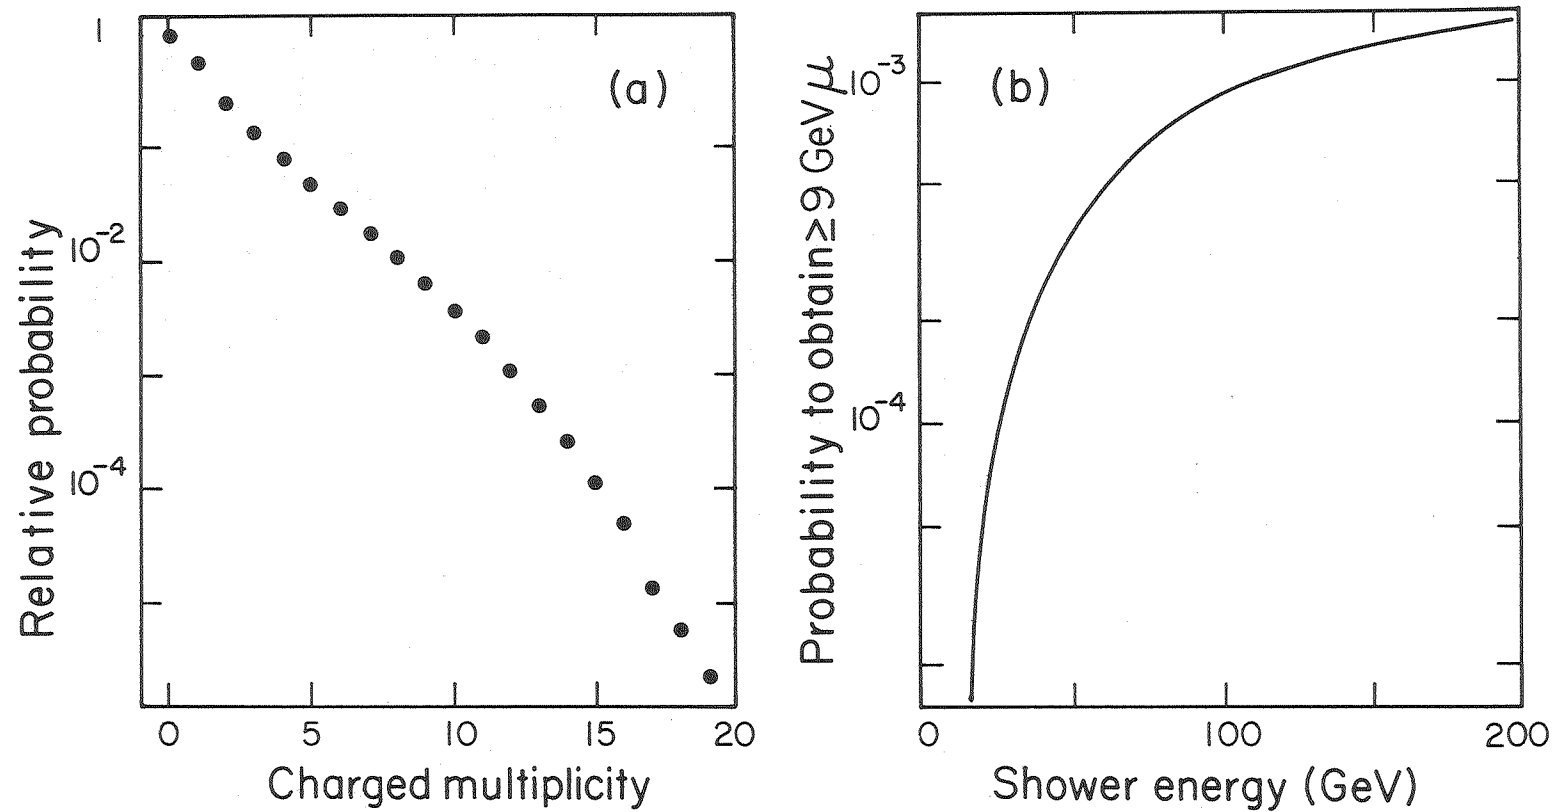 (a)
Relative probability
1
10-2
10-4
0 5 10 15 20
Charged multiplicity
(b)
Probability to obtain≥9 GeV μ
10-3
10-4
0 100 200
Shower energy (GeV)